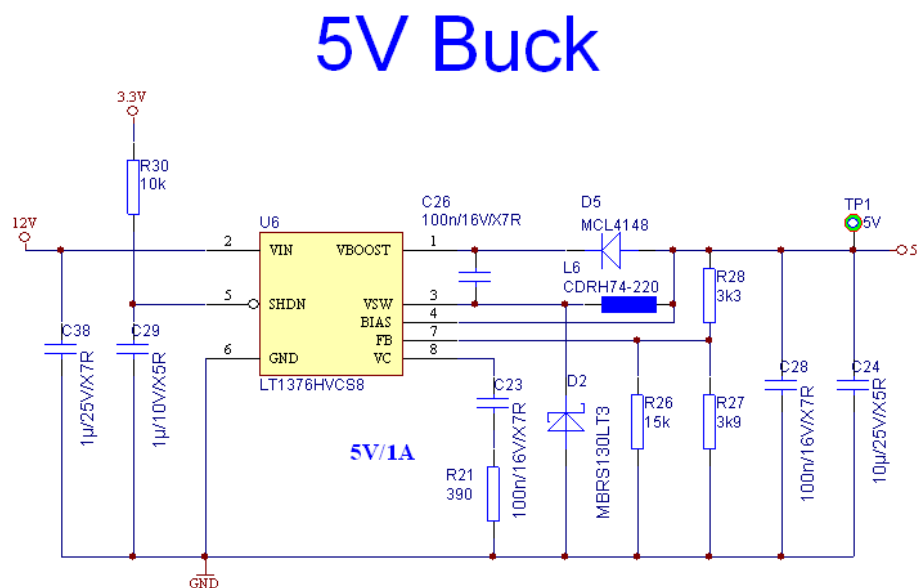 5V Buck
3.3V
R30
10k
12V
U6
C26
100n/16V/X7R
D5
MCL4148
TP1
5V
5
2
VIN
VBOOST
1
L6
CDRH74-220
R28
3k3
5
SHDN
VSW
3
BIAS
4
FB
7
6
GND
VC
8
LT1376HVCS8
C38
1µ/25V/X7R
C29
1µ/10V/X5R
C23
100n/16V/X7R
D2
MBRS130LT3
R26
15k
R27
3k9
C28
100n/16V/X7R
C24
10µ/25V/X5R
5V/1A
R21
390
GND